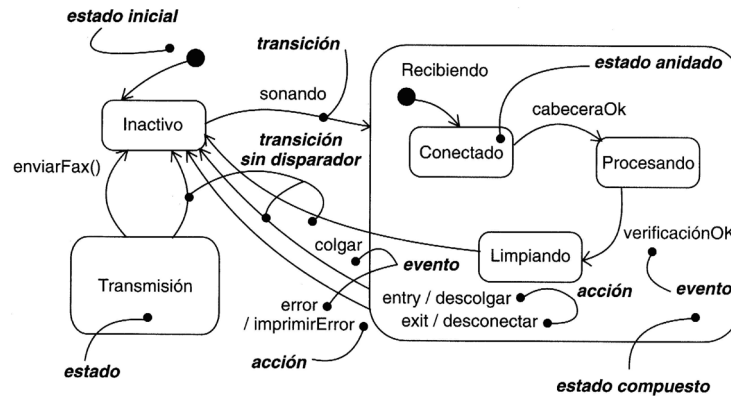 estado inicial
transición
Recibiendo
estado anidado
sonando
cabeceraOk
Inactivo
transición
sin disparador
Conectado
Procesando
enviarFax()
colgar
Limpiando
verificaciónOK
Transmisión
evento
error
/ imprimirError
entry / descolgar
exit / desconectar
acción
evento
estado
acción
estado compuesto